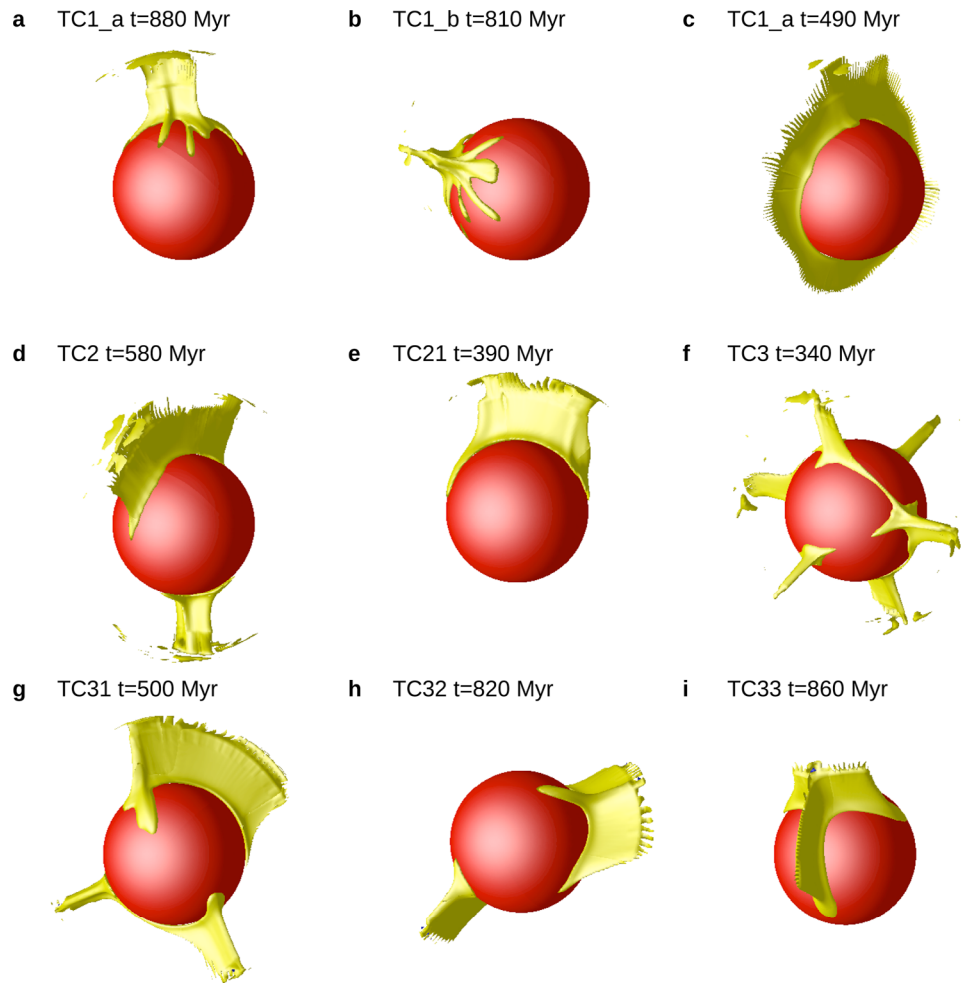 a TC1_a t=880 Myr
b TC1_b t=810 Myr
c TC1_a t=490 Myr
d TC2 t=580 Myr
e TC21 t=390 Myr
f TC3 t=340 Myr
g TC31 t=500 Myr
h TC32 t=820 Myr
i TC33 t=860 Myr